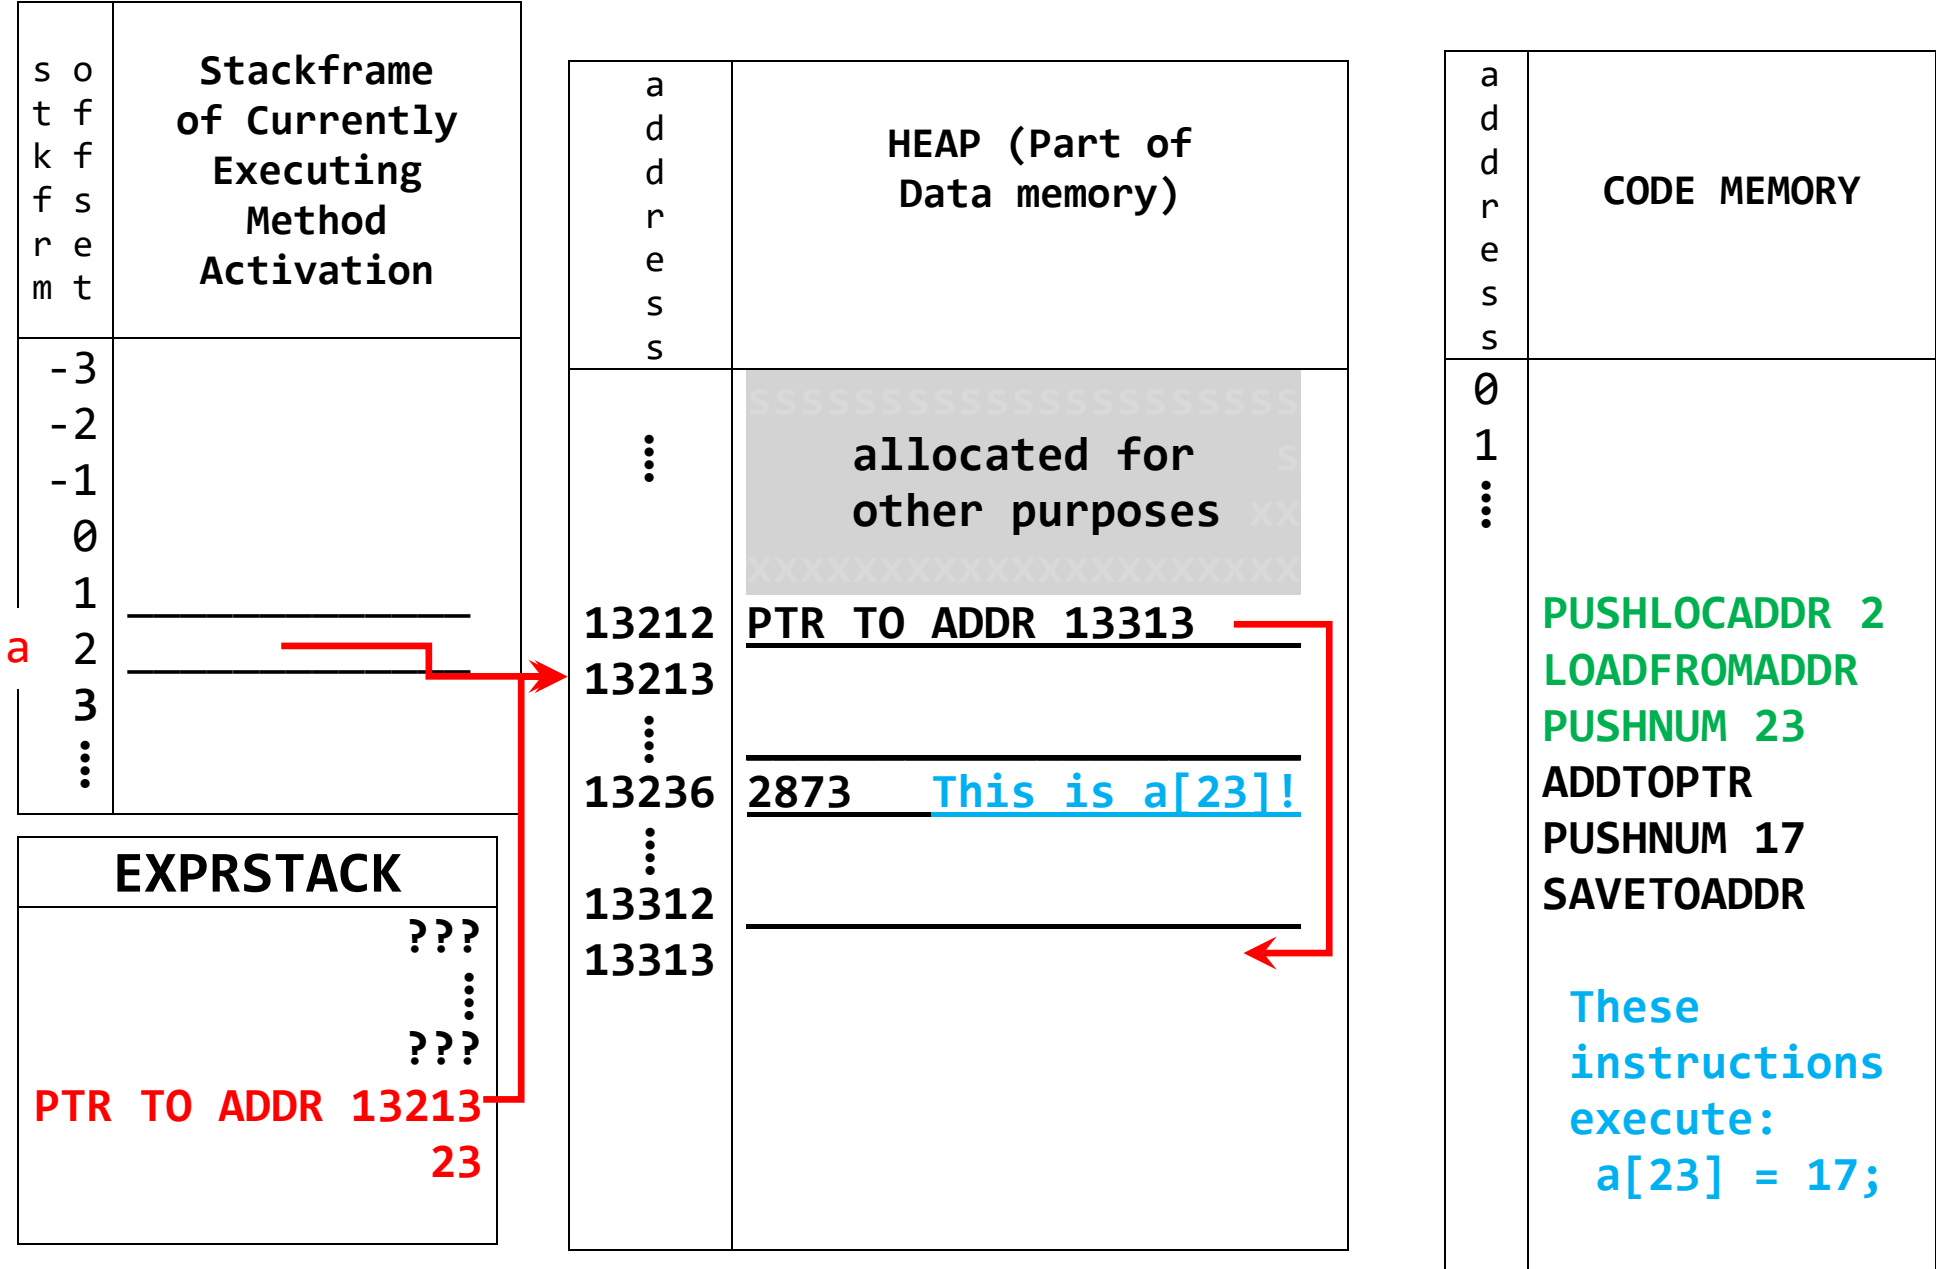 s o
t f
k f
f s
r e
m t
Stackframe
of Currently
Executing
Method
Activation
-3
-2
-1
0
1
a 2
3
EXPRSTACK
???
???
PTR TO ADDR 13213
23
a
d
d
r
e
s
s
HEAP (Part of
Data memory)
ssssssssssssssssssssss
allocated for s
other purposes xx
xxxxxxxxxxxxxxxxxxxxx
13212 PTR TO ADDR 13313
13213
13236 2873 This is a[23]!
13312
13313
a
d
d
r
e
s
s
CODE MEMORY
0
1
PUSHLOCADDR 2
LOADFROMADDR
PUSHNUM 23
ADDTOPTR
PUSHNUM 17
SAVETOADDR
These
instructions
execute:
a[23] = 17;